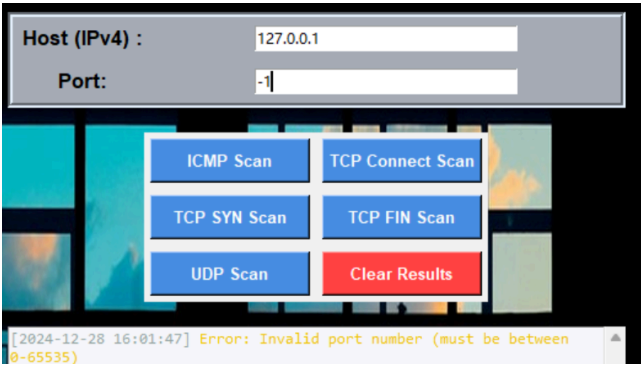 Host (IPv4) : 127.0.0.1
Port: -1
ICMP Scan TCP Connect Scan
TCP SYN Scan TCP FIN Scan
UDP Scan Clear Results
[2024-12-28 16:01:47] Error: Invalid port number (must be between
0-65535)